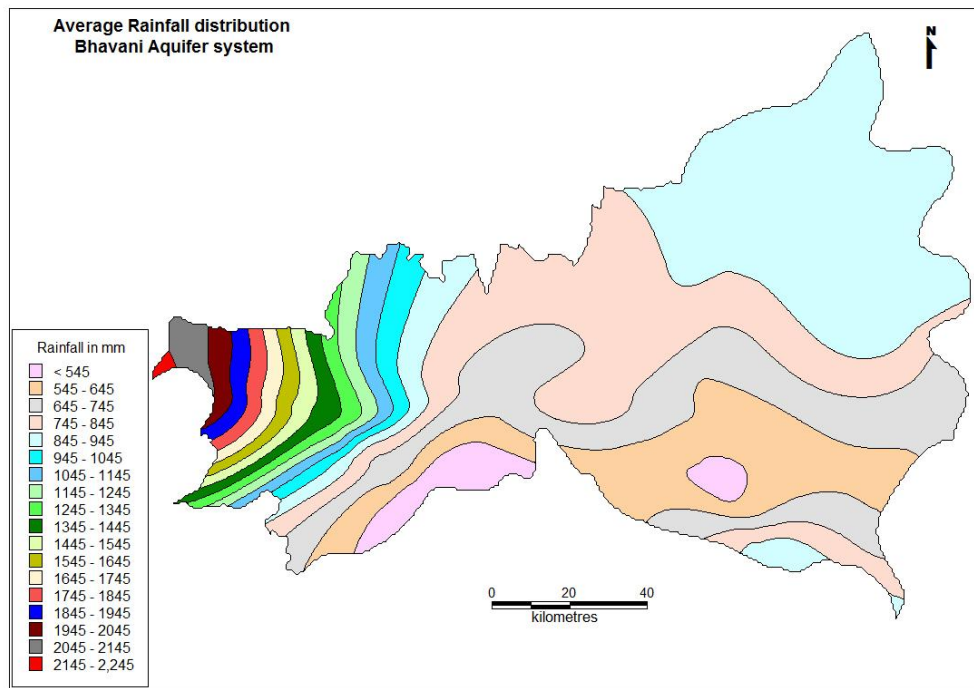 Average Rainfall distribution
Bhavani Aquifer system
N
Rainfall in mm
< 545
545 - 645
645 - 745
745 - 845
845 - 945
945 - 1045
1045 - 1145
1145 - 1245
1245 - 1345
1345 - 1445
1445 - 1545
1545 - 1645
1645 - 1745
1745 - 1845
1845 - 1945
1945 - 2045
2045 - 2145
2145 - 2,245
0 20 40
kilometres